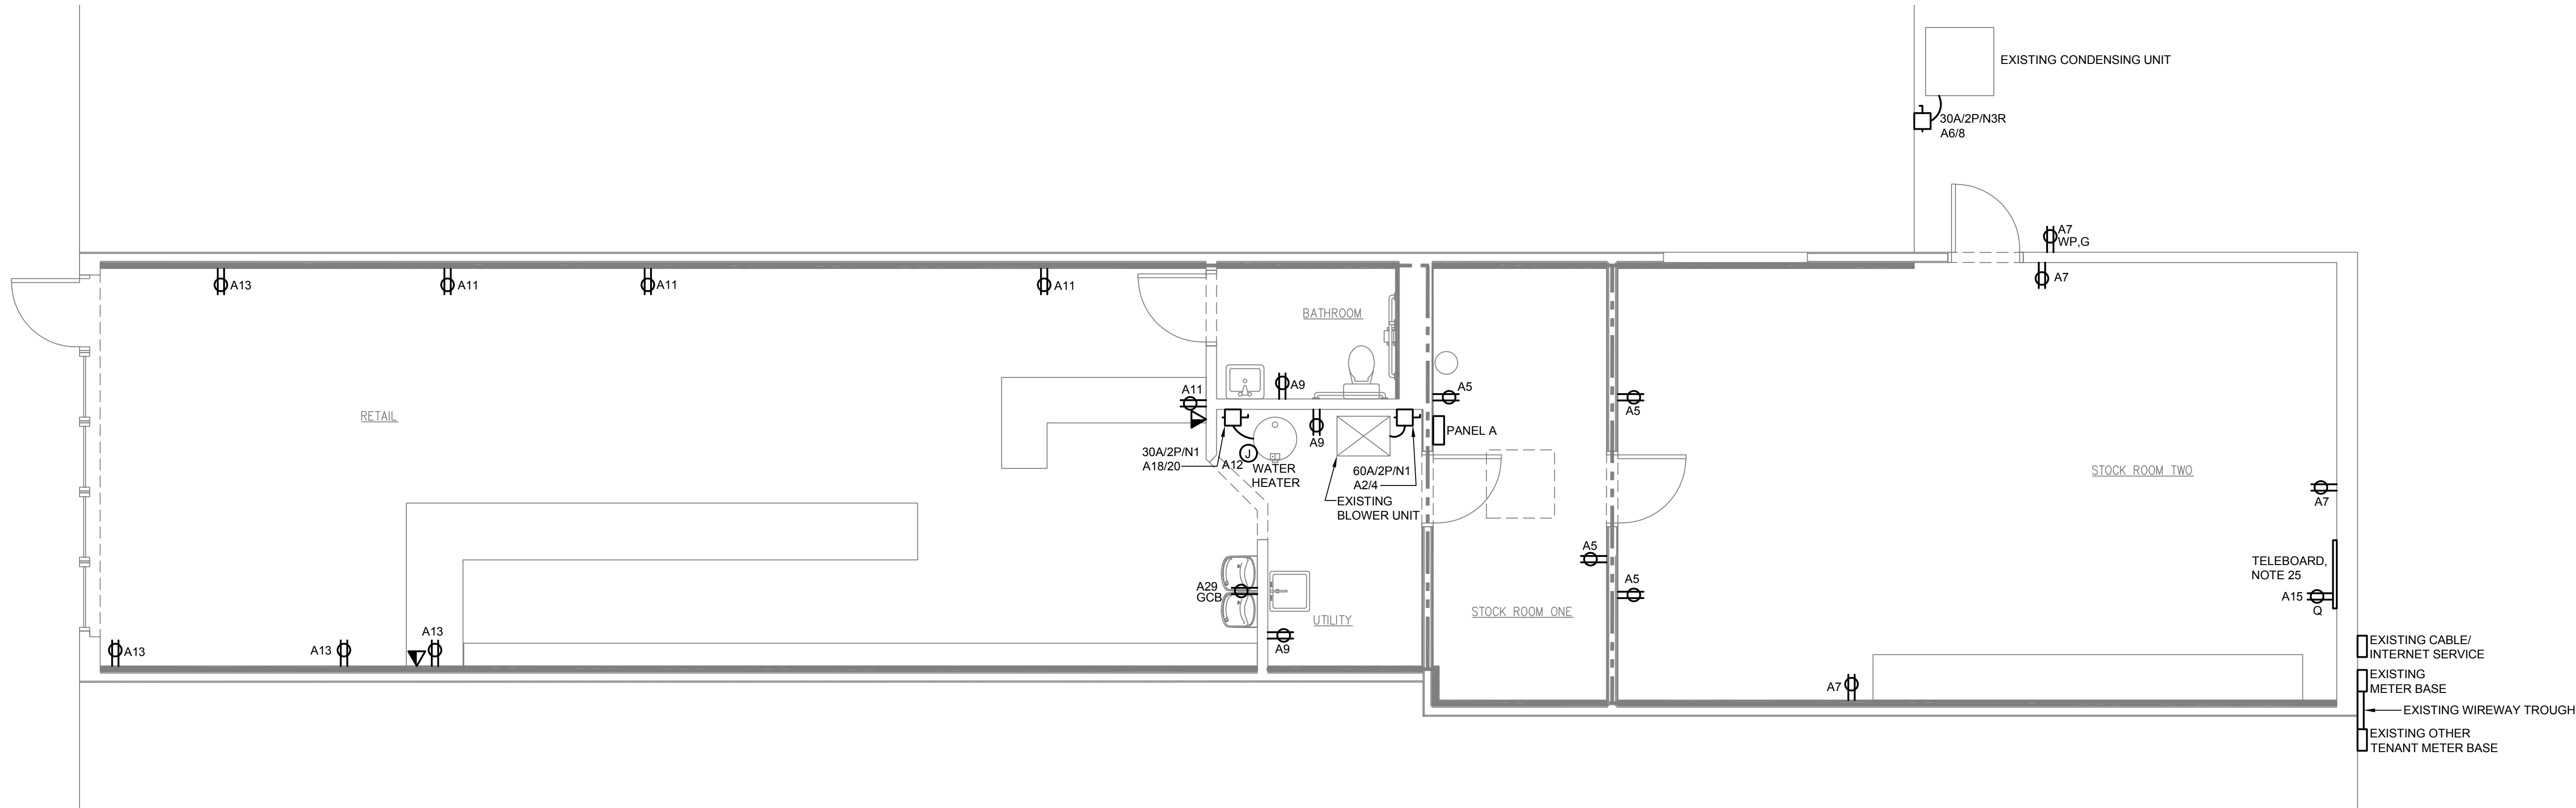 EXISTING CONDENSING UNIT
30A/2P/N3R
A6/8
A7
WP,G
A13
A11
A11
A11
A7
BATHROOM
RETAIL
A11
A9
A5
A5
PANEL A
A9
30A/2P/N1
A18/20
A12
J
WATER
HEATER
60A/2P/N1
A2/4
EXISTING
BLOWER UNIT
STOCK ROOM TWO
A7
A5
A5
TELEBOARD,
NOTE 25
A29
GCB
A15
Q
STOCK ROOM ONE
UTILITY
A13
A13
A13
A9
EXISTING CABLE/
INTERNET SERVICE
A7
EXISTING
METER BASE
EXISTING WIREWAY TROUGH
EXISTING OTHER
TENANT METER BASE